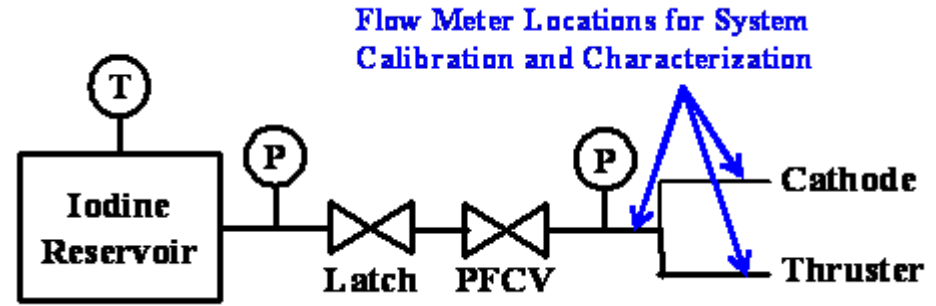 Flow Meter Locations for System
Calibration and Characterization
T
P
P
Iodine
Reservoir
Latch
PFCV
Cathode
Thruster